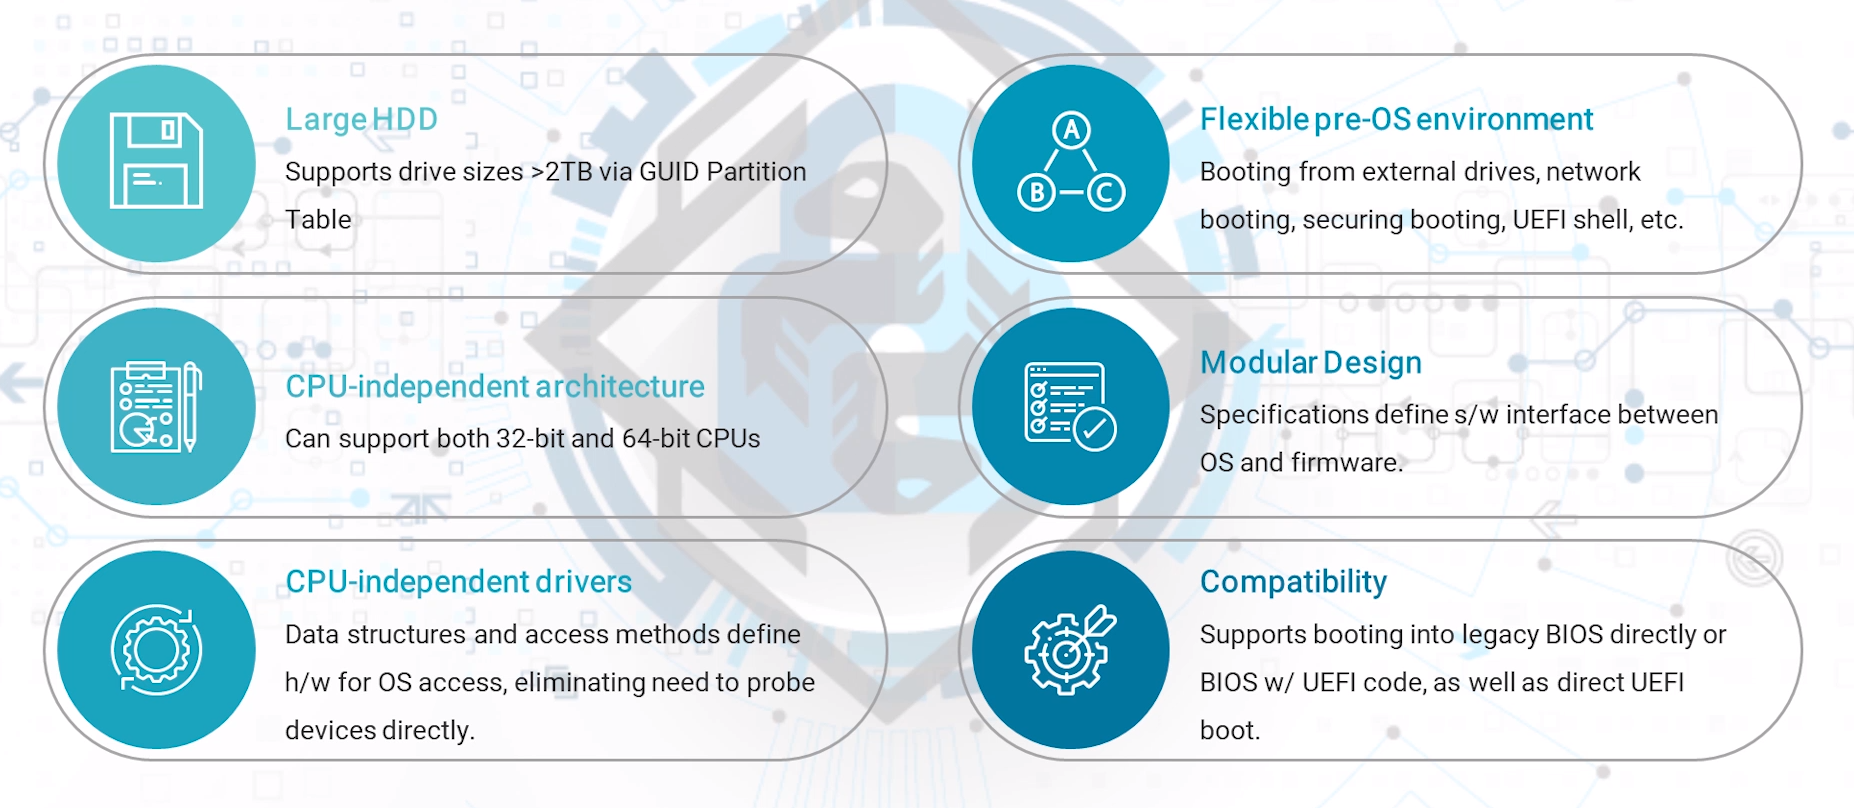 Large HDD
Supports drive sizes >2TB via GUID Partition
Table
CPU-independent architecture
Can support both 32-bit and 64-bit CPUs
CPU-independent drivers
Data structures and access methods define
h/w for OS access, eliminating need to probe
devices directly.
A
B
C
Flexible pre-OS environment
Booting from external drives, network
booting, securing booting, UEFI shell, etc.
Modular Design
Specifications define s/w interface between
OS and firmware.
Compatibility
Supports booting into legacy BIOS directly or
BIOS w/ UEFI code, as well as direct UEFI
boot.